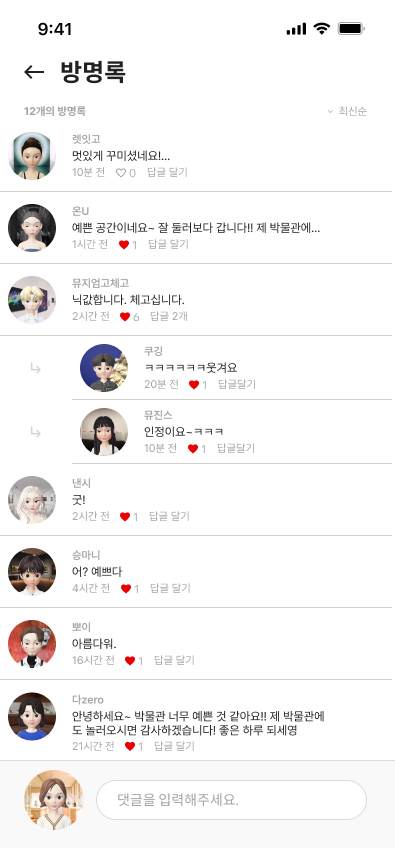 9:41
방명록
12개의 방명록
최신순
렛잇고
멋있게 꾸미셨네요!...
10분 전 0 답글 달기
온U
예쁜 공간이네요~ 잘 둘러보다 갑니다!! 제 박물관에...
1시간 전 1 답글 달기
뮤지엄고체고
닉값합니다. 체고십니다.
2시간 전 6 답글 2개
쿠킹
ㅋㅋㅋㅋㅋㅋ웃겨요
20분 전 1 답글달기
뮤진스
인정이요~ㅋㅋㅋ
10분 전 1 답글달기
낸시
굿!
2시간 전 1 답글 달기
승마니
어? 예쁘다
4시간 전 1 답글 달기
뽀이
아름다워.
16시간 전 1 답글 달기
다zero
안녕하세요~ 박물관 너무 예쁜 것 같아요!! 제 박물관에
도 놀러오시면 감사하겠습니다! 좋은 하루 되세영
21시간 전 1 답글 달기
댓글을 입력해주세요.